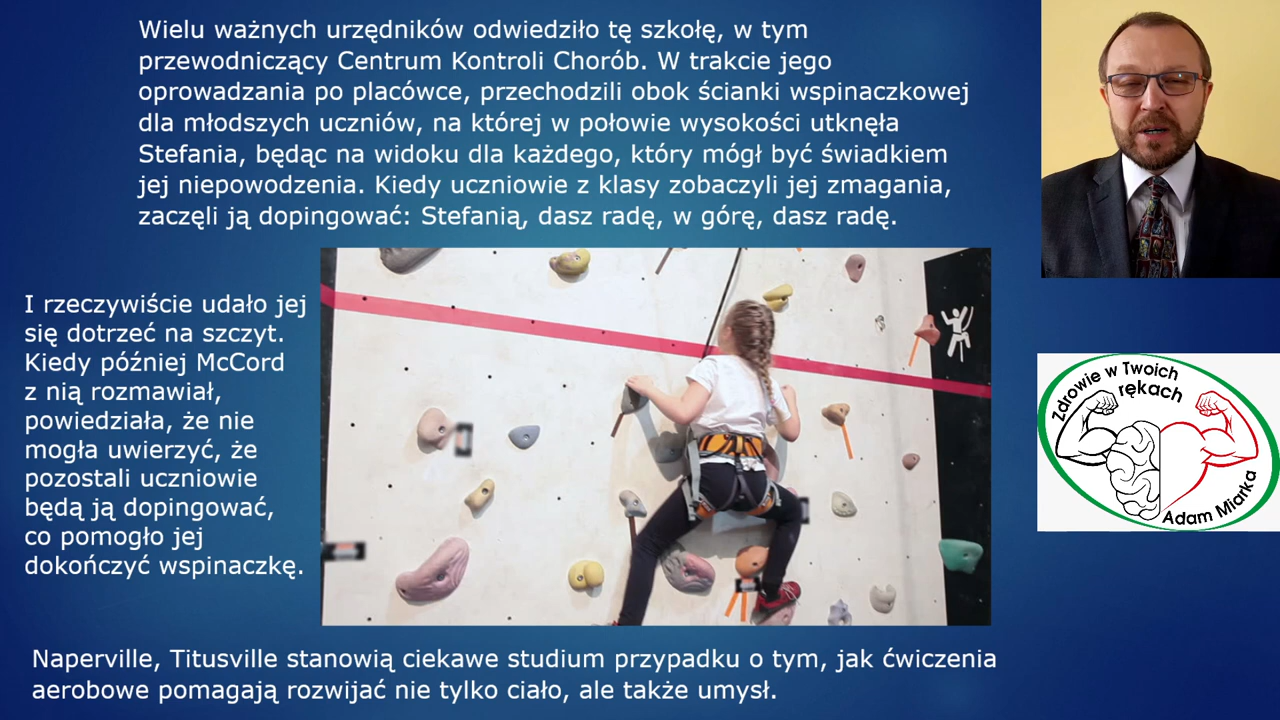 Wielu ważnych urzędników odwiedziło tę szkołę, w tym
przewodniczący Centrum Kontroli Chorób. W trakcie jego
oprowadzania po placówce, przechodzili obok ścianki wspinaczkowej
dla młodszych uczniów, na której w połowie wysokości utknęła
Stefania, będąc na widoku dla każdego, który mógł być świadkiem
jej niepowodzenia. Kiedy uczniowie z klasy zobaczyli jej zmagania,
zaczęli ją dopingować: Stefanią, dasz radę, w górę, dasz radę.
I rzeczywiście udało jej
się dotrzeć na szczyt.
Kiedy później McCord
z nią rozmawiał,
powiedziała, że nie
mogła uwierzyć, że
pozostali uczniowie
będą ją dopingować,
co pomogło jej
dokończyć wspinaczkę.
Zdrowie w Twoich
rękach
Adam Miarka
Naperville, Titusville stanowią ciekawe studium przypadku o tym, jak ćwiczenia
aerobowe pomagają rozwijać nie tylko ciało, ale także umysł.